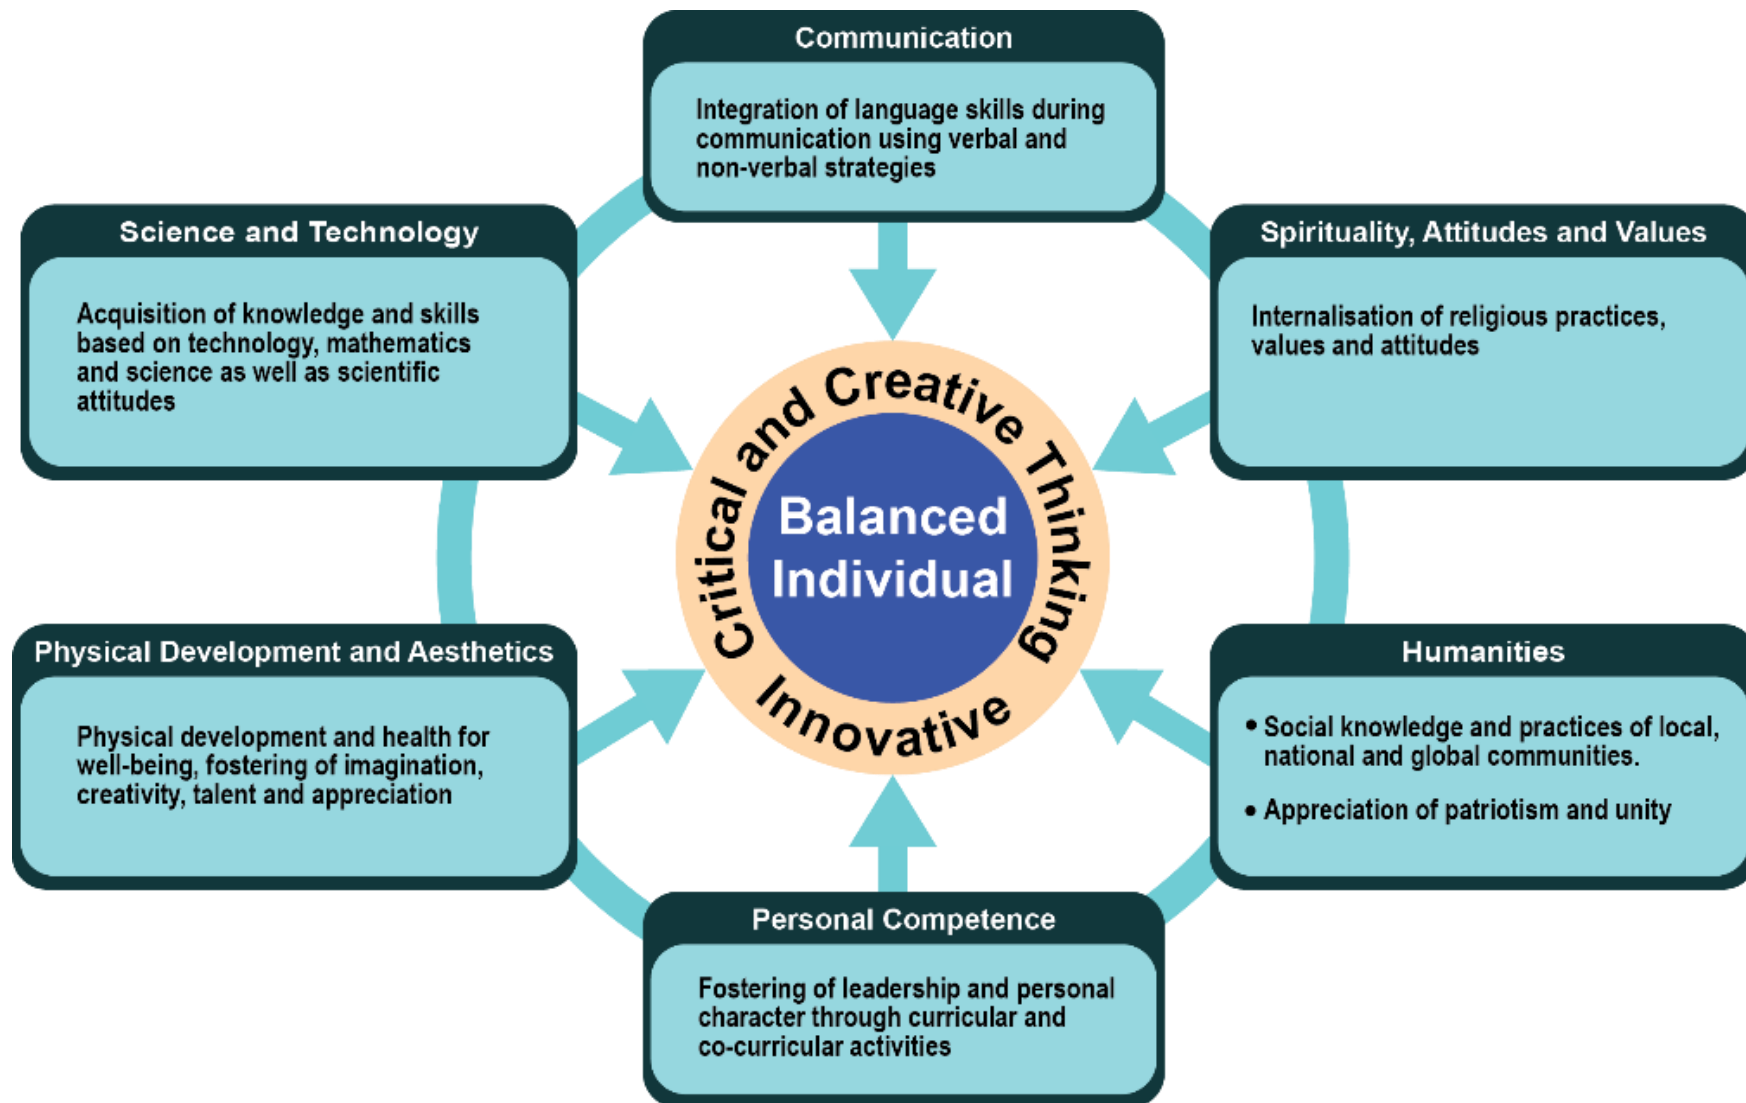 Communication
Integration of language skills during
communication using verbal and
non-verbal strategies
Science and Technology
Acquisition of knowledge and skills
based on technology, mathematics
and science as well as scientific
attitudes
Spirituality, Attitudes and Values
Internalisation of religious practices,
values and attitudes
Critical and Creative Thinking
Innovative
Balanced
Individual
Physical Development and Aesthetics
Physical development and health for
well-being, fostering of imagination,
creativity, talent and appreciation
Humanities
• Social knowledge and practices of local,
national and global communities.
• Appreciation of patriotism and unity
Personal Competence
Fostering of leadership and personal
character through curricular and
co-curricular activities